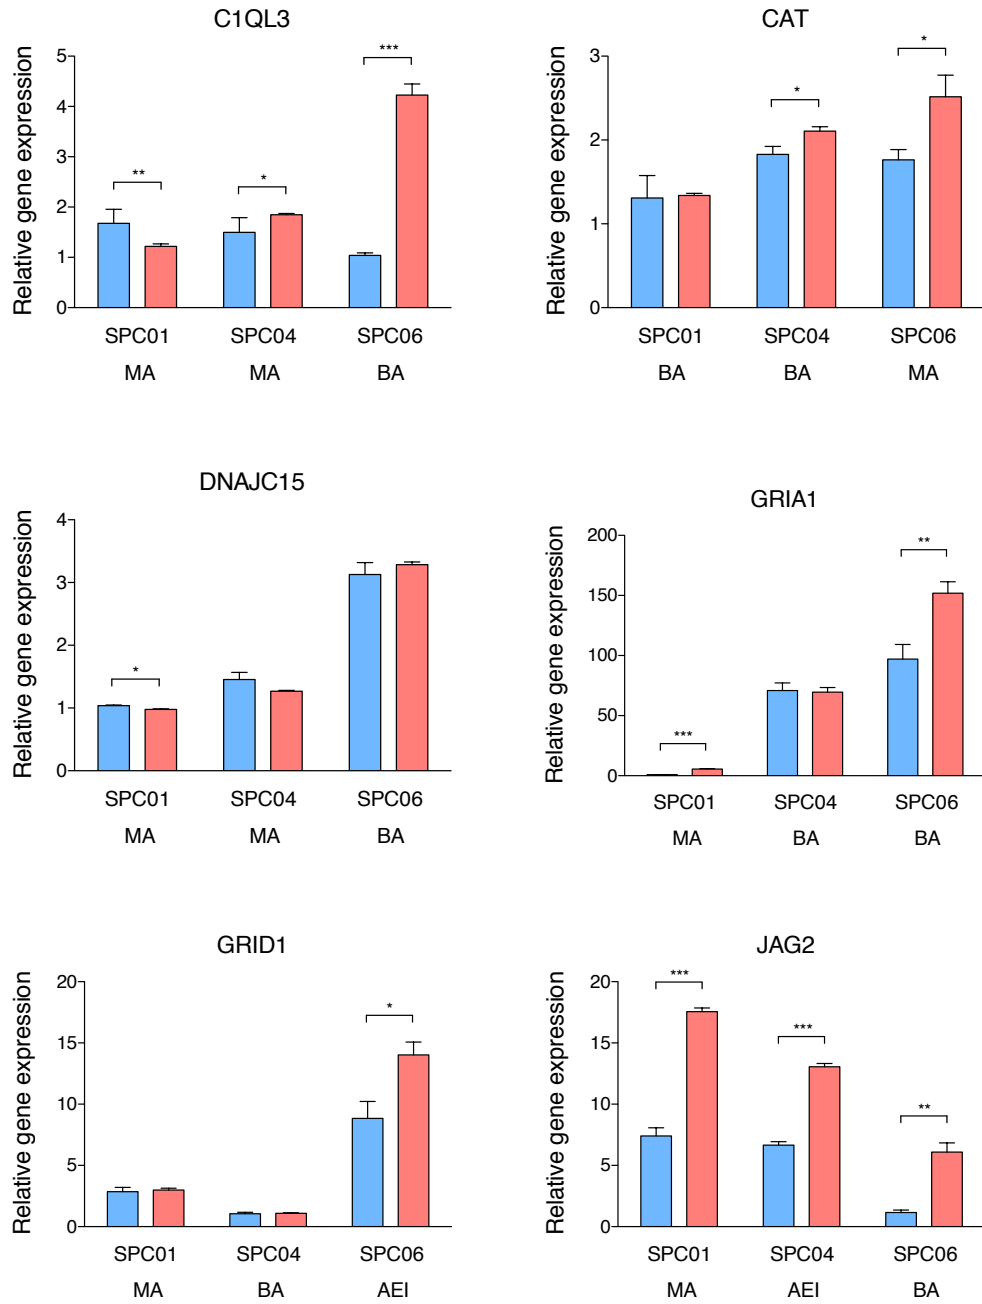 C1QL3
Relative gene expression
5
4
3
2
1
0
**
*
***
SPC01 SPC04 SPC06
MA MA BA
CAT
Relative gene expression
3
2
1
0
*
*
SPC01 SPC04 SPC06
BA BA MA
DNAJC15
Relative gene expression
4
3
2
1
0
*
SPC01 SPC04 SPC06
MA MA BA
GRIA1
Relative gene expression
200
150
100
50
0
***
**
SPC01 SPC04 SPC06
MA BA BA
GRID1
Relative gene expression
20
15
10
5
0
*
SPC01 SPC04 SPC06
MA BA AEI
JAG2
Relative gene expression
20
15
10
5
0
***
***
**
SPC01 SPC04 SPC06
MA AEI BA